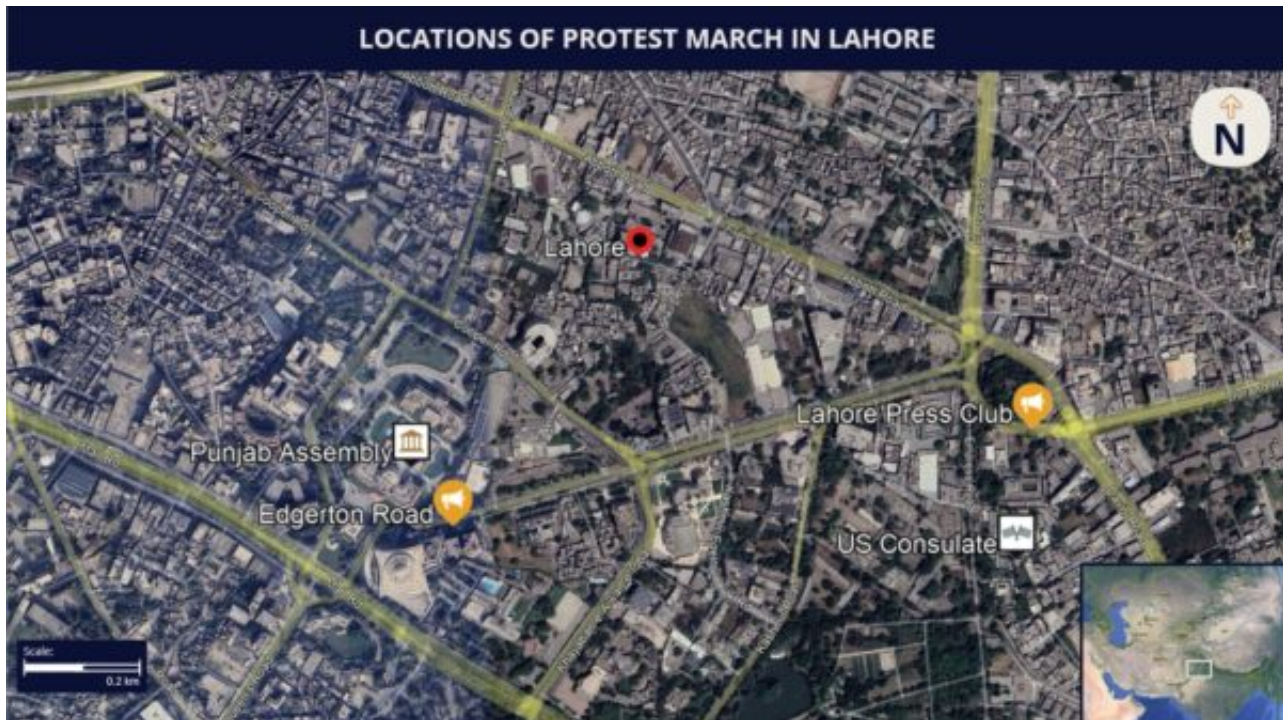 LOCATIONS OF PROTEST MARCH IN LAHORE
N
Lahore
Lahore Press Club
Punjab Assembly
Edgerton Road
US Consulate
Scale:
0.2 km